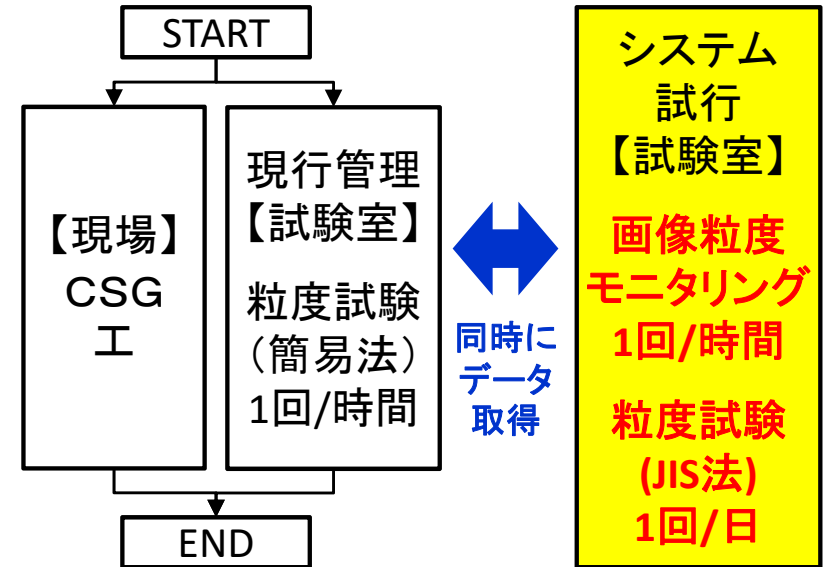 START
【現場】
CSG
工
現行管理
【試験室】
粒度試験
（簡易法）
1回/時間
END
同時に
データ
取得
システム
試行
【試験室】
画像粒度
モニタリング
1回/時間
粒度試験
(JIS法)
1回/日